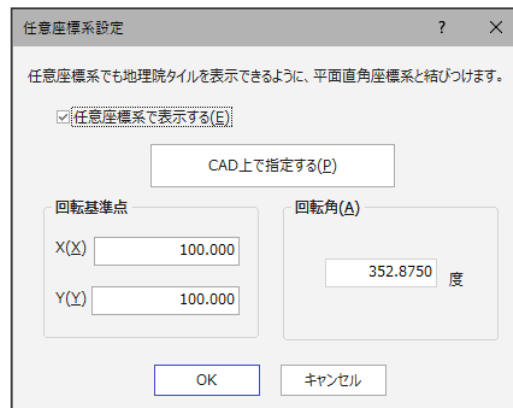 任意座標系設定
?
任意座標系でも地理院タイルを表示できるように、平面直角座標系と結びつけます。
任意座標系で表示する(E)
CAD上で指定する(P)
回転基準点
X(X) 100.000
Y(Y) 100.000
回転角(A)
352.8750 度
OK キャンセル